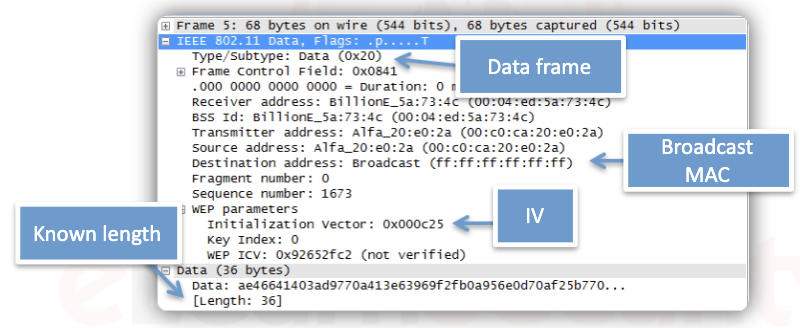 Frame 5: 68 bytes on wire (544 bits), 68 bytes captured (544 bits)
IEEE 802.11 Data, Flags: .p.....T
Type/Subtype: Data (0x20)
Data frame
Frame Control Field: 0x0841
.000 0000 0000 0000 = Duration: 0
Receiver address: BillionE_5a:73:4c (00:04:ed:5a:73:4c)
BSS Id: BillionE_5a:73:4c (00:04:ed:5a:73:4c)
Transmitter address: Alfa_20:e0:2a (00:c0:ca:20:e0:2a)
Source address: Alfa_20:e0:2a (00:c0:ca:20:e0:2a)
Broadcast
MAC
Destination address: Broadcast (ff:ff:ff:ff:ff:ff)
Fragment number: 0
Sequence number: 1673
WEP parameters
IV
Initialization Vector: 0x000c25
Known length
Key Index: 0
WEP ICV: 0x92652fc2 (not verified)
Data (36 bytes)
Data: ae46641403ad9770a413e63969f2fb0a956e0d70af25b770...
[Length: 36]